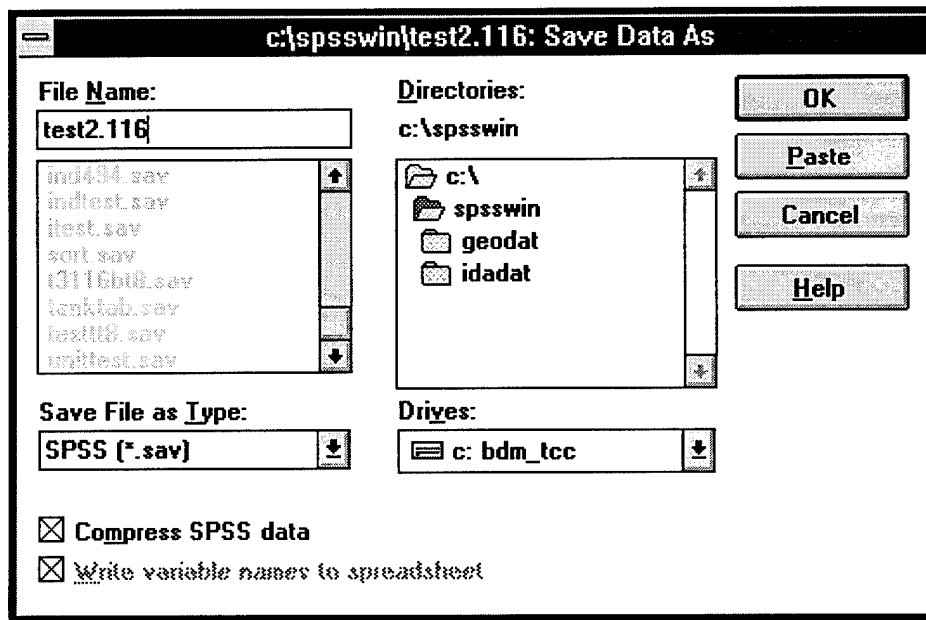 c:\spsswin\test2.116: Save Data As
File Name:
test2.116
ind494.sav
indtest.sav
itest.sav
sort.sav
t3116bt8.sav
tanktab.sav
testtt8.sav
unittest.sav
Save File as Type:
SPSS (*.sav)
Directories:
c:\spsswin
c:\
spsswin
geodat
idadat
Drives:
c: bdm_tcc
OK
Paste
Cancel
Help
Compress SPSS data
Write variable names to spreadsheet